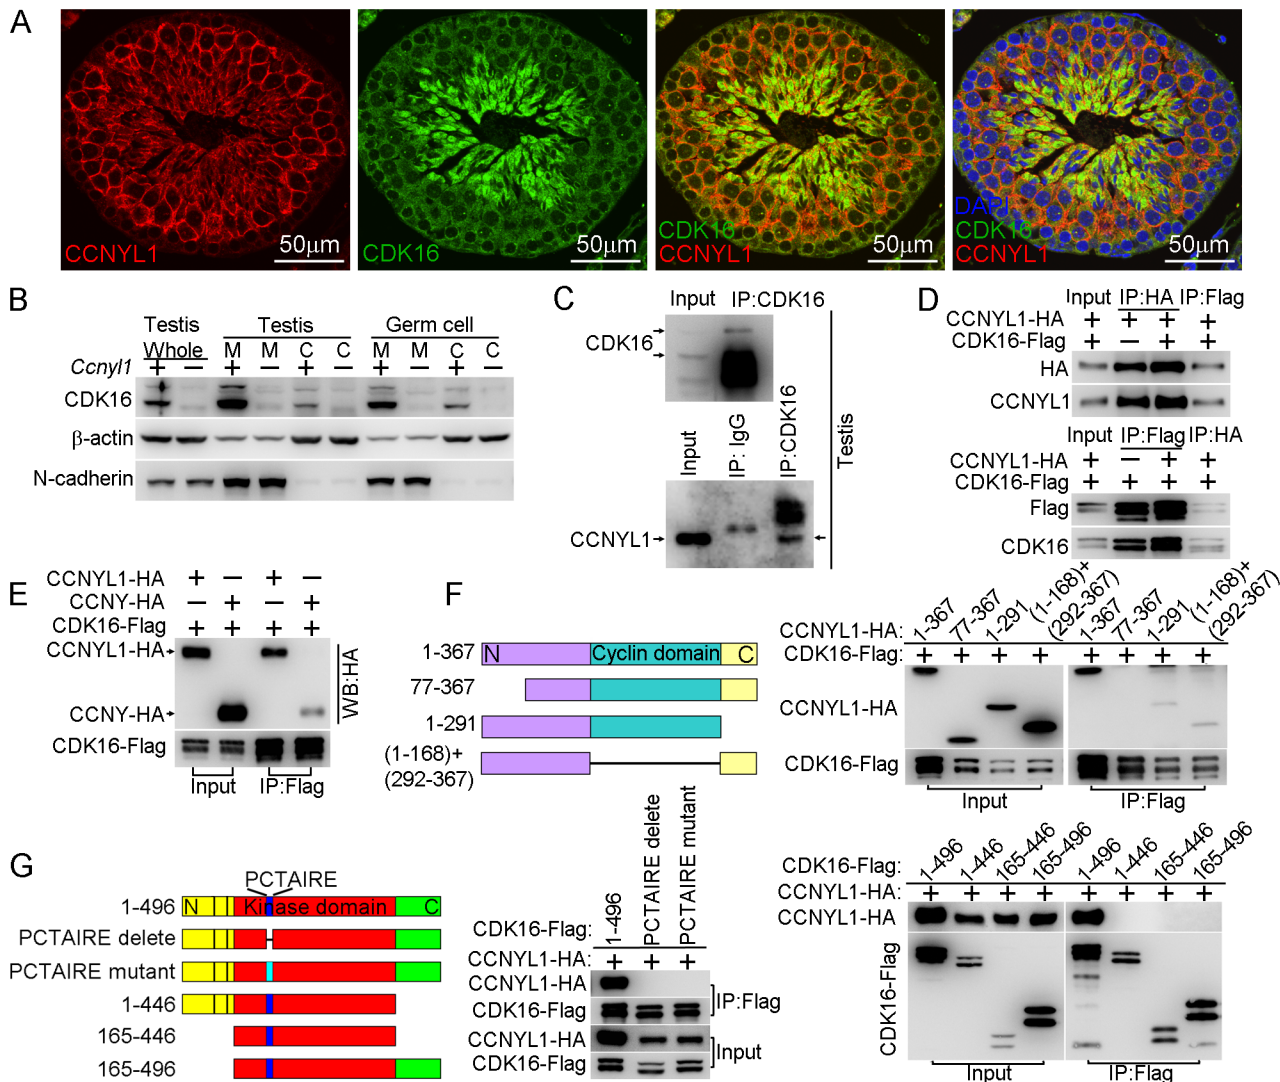 A
CCNYL1
50μm
CDK16
50μm
CDK16
CCNYL1
50μm
DAPI
CDK16
CCNYL1
50μm
B
Testis Testis Germ cell
Whole M M C C M M C C
Ccnyl1 + − + − + − + − + −
CDK16
β-actin
N-cadherin
C
Input IP:CDK16
CDK16
Input
IP: IgG
IP:CDK16
CCNYL1
Testis
D
Input IP:HA IP:Flag
CCNYL1-HA + + + +
CDK16-Flag + − + +
HA
CCNYL1
Input IP:Flag IP:HA
CCNYL1-HA + − + +
CDK16-Flag + + + +
Flag
CDK16
E
CCNYL1-HA + − + −
CCNY-HA − + − +
CDK16-Flag + + + +
CCNYL1-HA
CCNY-HA
CDK16-Flag
WB:HA
Input IP:Flag
F
1-367 N Cyclin domain C
77-367
1-291
(1-168)+
(292-367)
CCNYL1-HA: 1-367 77-367 1-291 (1-168)+ (292-367) 1-367 77-367 1-291 (1-168)+ (292-367)
CDK16-Flag: + + + + + + + +
CCNYL1-HA
CDK16-Flag
Input IP:Flag
G
PCTAIRE
1-496 N Kinase domain C
PCTAIRE delete
PCTAIRE mutant
1-446
165-446
165-496
CDK16-Flag: 1-496 PCTAIRE delete PCTAIRE mutant
CCNYL1-HA: + + +
CCNYL1-HA
CDK16-Flag
IP:Flag
CCNYL1-HA
CDK16-Flag
Input
CDK16-Flag: 1-496 1-446 165-446 165-496 1-496 1-446 165-446 165-496
CCNYL1-HA: + + + + + + + +
CCNYL1-HA
CDK16-Flag
Input IP:Flag